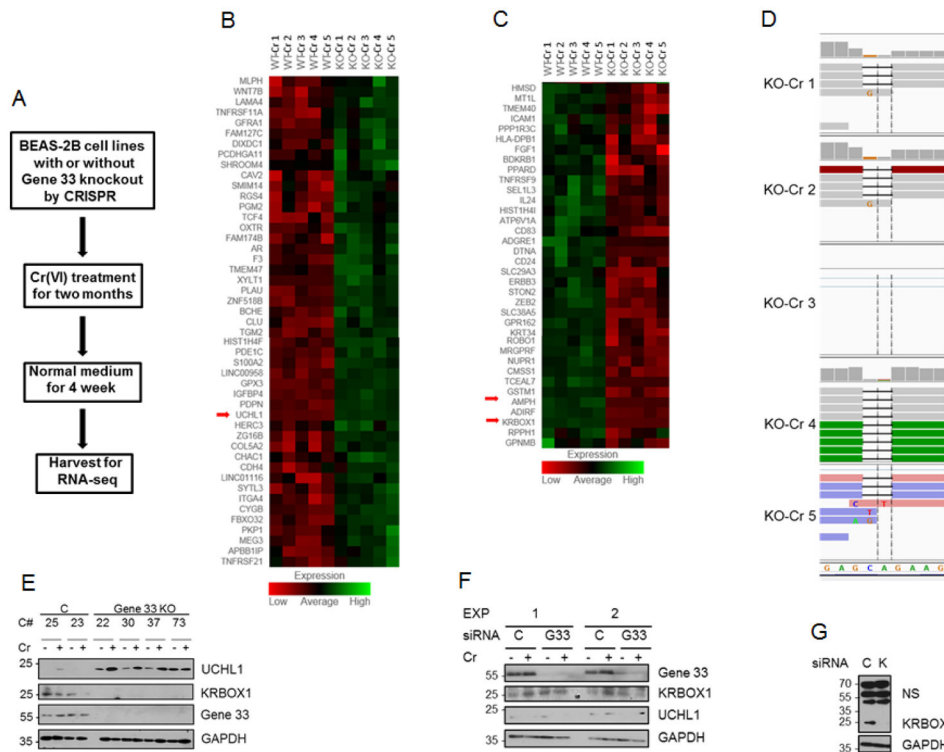 A
BEAS-2B cell lines
with or without
Gene 33 knockout
by CRISPR
Cr(VI) treatment
for two months
Normal medium
for 4 week
Harvest for
RNA-seq
B
WT-Cr 1
WT-Cr 2
WT-Cr 3
WT-Cr 4
WT-Cr 5
KO-Cr 1
KO-Cr 2
KO-Cr 3
KO-Cr 4
KO-Cr 5
MLPH
WNT7B
LAMA4
TNFRSF11A
GFRA1
FAM127C
DIXDC1
PCDHGA11
SHROOM4
CAV2
SMIM14
RGS4
PGM2
TCF4
OXTR
FAM174B
AR
F3
TMEM47
XYLT1
PLAU
ZNF518B
BCHE
CLU
TGM2
HIST1H4F
PDE1C
S100A2
LINC00958
GPX3
IGFBP4
PDPN
UCHL1
HERC3
ZG16B
COL5A2
CHAC1
CDH4
LINC01116
SYTL3
ITGA4
CYGB
FBXO32
PKP1
MEG3
APBB1IP
TNFRSF21
Expression
Low Average High
C
WT-Cr 1
WT-Cr 2
WT-Cr 3
WT-Cr 4
WT-Cr 5
KO-Cr 1
KO-Cr 2
KO-Cr 3
KO-Cr 4
KO-Cr 5
HMSD
MT1L
TMEM40
ICAM1
PPP1R3C
HLA-DPB1
FGF1
BDKRB1
PPARD
TNFRSF9
SEL1L3
IL24
HIST1H4I
ATP6V1A
CD83
ADGRE1
DTNA
CD24
SLC29A3
ERBB3
STON2
ZEB2
SLC38A5
GPR162
KRT34
ROBO1
MRGPRF
NUPR1
CMSS1
TCEAL7
GSTM1
AMPH
ADIRF
KRBOX1
RPPH1
GPNMB
Expression
Low Average High
D
KO-Cr 1
G
KO-Cr 2
G
KO-Cr 3
KO-Cr 4
KO-Cr 5
C T
T
A G
G A G C A G A A G
E
C Gene 33 KO
C# 25 23 22 30 37 73
Cr - + - + - + - + - + - +
25 UCHL1
25 KRBOX1
55 Gene 33
35 GAPDH
F
EXP 1 2
siRNA C G33 C G33
Cr - + - + - + - +
55 Gene 33
25 KRBOX1
25 UCHL1
35 GAPDH
G
siRNA C K
70
55 NS
35
25 KRBOX
35 GAPDH